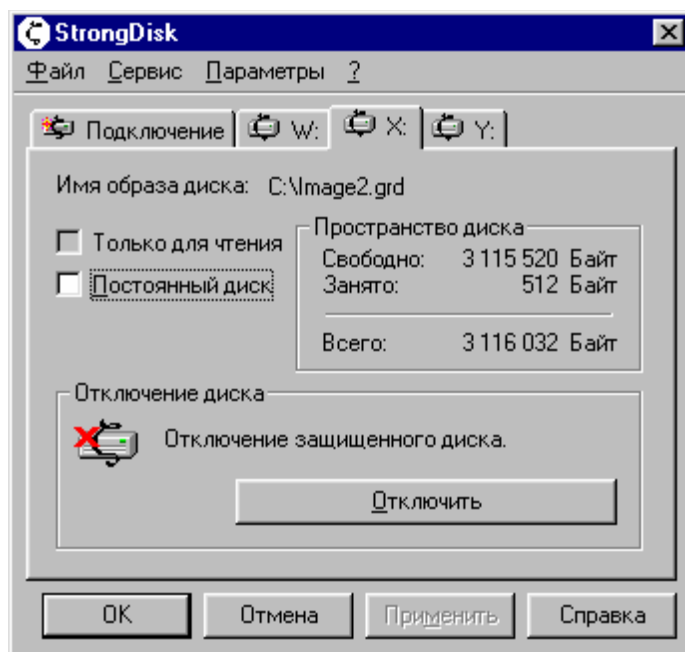 StrongDisk
Файл Сервис Параметры ?
Подключение W: X: Y:
Имя образа диска: C:\Image2.grd
Только для чтения
Постоянный диск
Пространство диска
Свободно: 3 115 520 Байт
Занято: 512 Байт
Всего: 3 116 032 Байт
Отключение диска
Отключение защищенного диска.
Отключить
OK Отмена Применить Справка